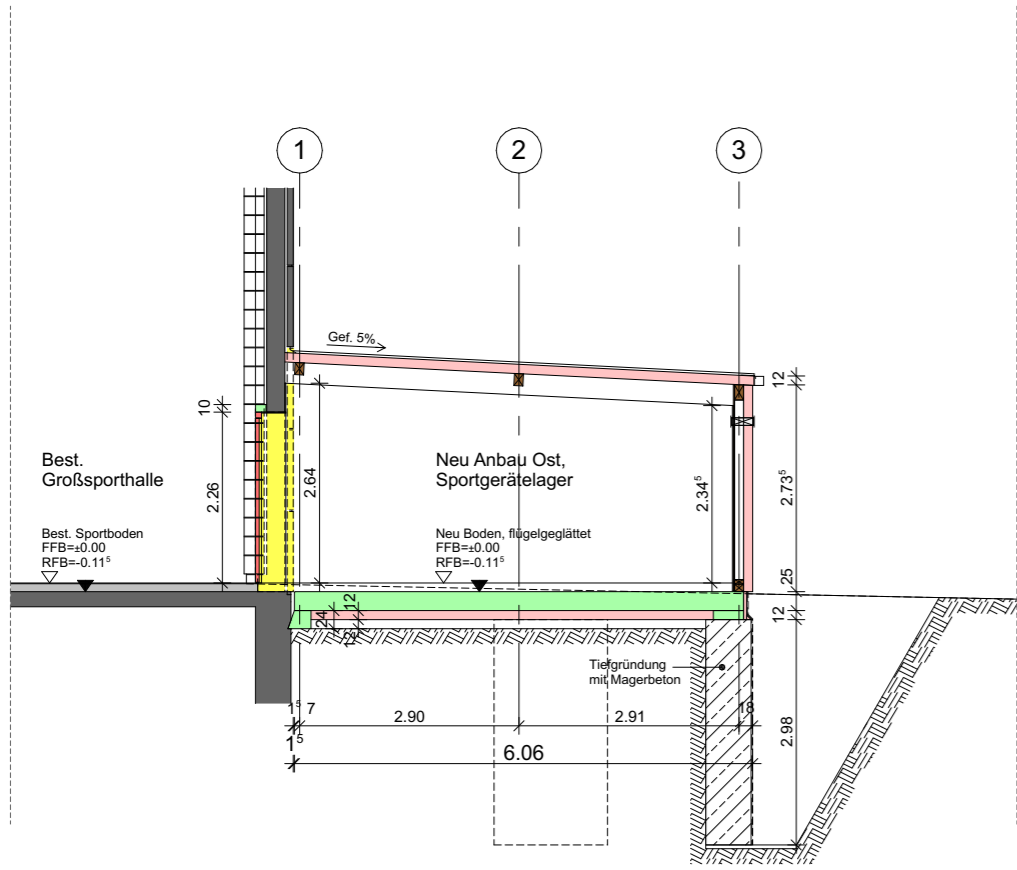 1
2
3
Gef. 5%
12
10
Best.
Großsporthalle
Neu Anbau Ost,
Sportgerätelager
2.26
2.64
2.34⁵
2.73⁵
Best. Sportboden
FFB=±0.00
RFB=-0.11⁵
Neu Boden, flügelgeglättet
FFB=±0.00
RFB=-0.11⁵
25
12
24
12
12
Tiefgründung
mit Magerbeton
1⁵ 7
2.90
2.91
18
2.98
1⁵
6.06